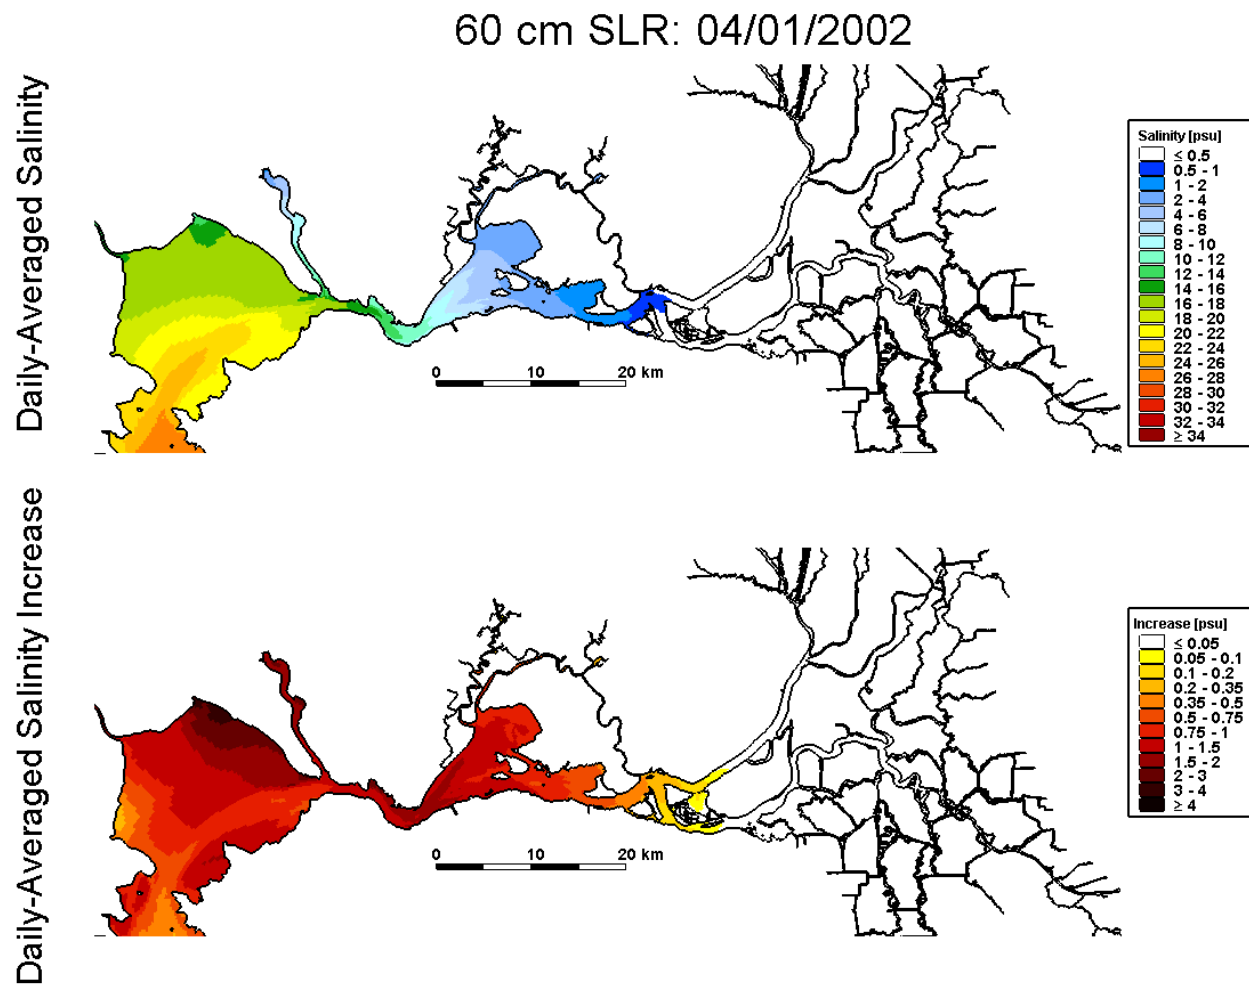 60 cm SLR: 04/01/2002
Daily-Averaged Salinity
0 10 20 km
Salinity [psu]
≤ 0.5
0.5 - 1
1 - 2
2 - 4
4 - 6
6 - 8
8 - 10
10 - 12
12 - 14
14 - 16
16 - 18
18 - 20
20 - 22
22 - 24
24 - 26
26 - 28
28 - 30
30 - 32
32 - 34
≥ 34
Daily-Averaged Salinity Increase
0 10 20 km
Increase [psu]
≤ 0.05
0.05 - 0.1
0.1 - 0.2
0.2 - 0.35
0.35 - 0.5
0.5 - 0.75
0.75 - 1
1 - 1.5
1.5 - 2
2 - 3
3 - 4
≥ 4